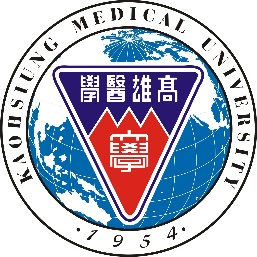 KAOHSIUNG MEDICAL UNIVERSITY
高雄醫學
·1954·